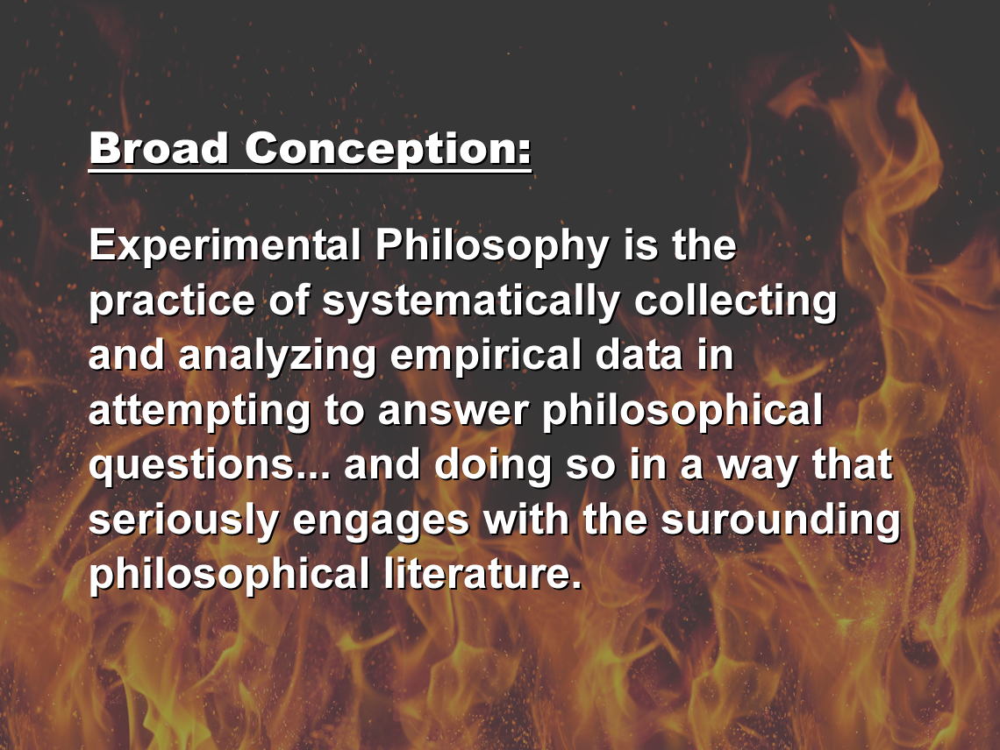 Broad Conception:
Experimental Philosophy is the
practice of systematically collecting
and analyzing empirical data in
attempting to answer philosophical
questions... and doing so in a way that
seriously engages with the surounding
philosophical literature.